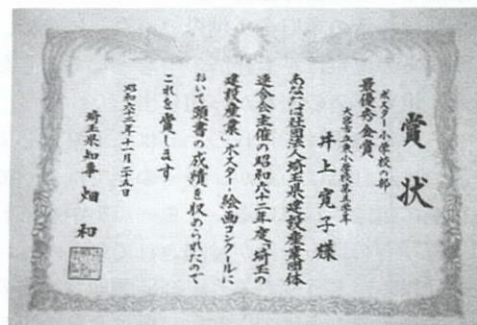 賞状
ポスター小学校の部
最優秀金賞
大宮市立東小学校第五学年
井上寛子様
あなたは社団法人埼玉県建設産業団体
連合会主催の昭和六十二年度「埼玉の
建設産業」ポスター・絵画コンクールに
おいて頭書の成績を収められたので
これを賞します
昭和六十二年十一月二十五日
埼玉県知事 畑 和